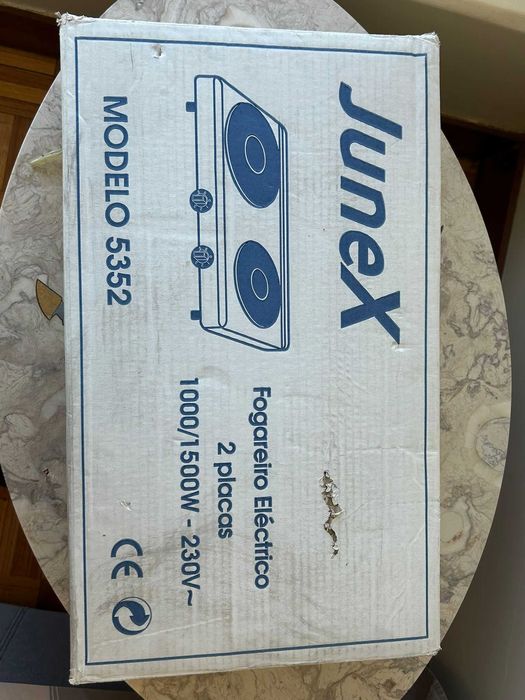 Junex
Fogareiro Eléctrico
2 placas
1000/1500W - 230V~
MODELO 5352
CE